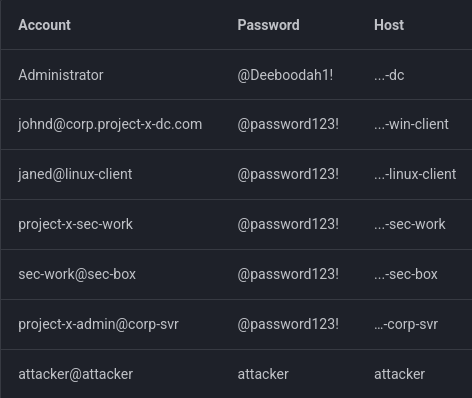 Account Password Host
Administrator @Deeboodah1! ...-dc
johnd@corp.project-x-dc.com @password123! ...-win-client
janed@linux-client @password123! ...-linux-client
project-x-sec-work @password123! ...-sec-work
sec-work@sec-box @password123! ...-sec-box
project-x-admin@corp-svr @password123! …-corp-svr
attacker@attacker attacker attacker